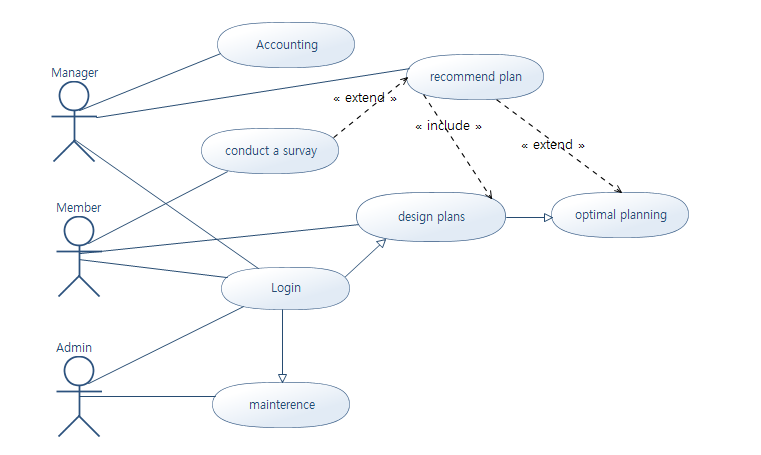 Accounting
Manager
recommend plan
« extend »
« include »
conduct a survay
« extend »
Member
design plans
optimal planning
Login
Admin
mainterence